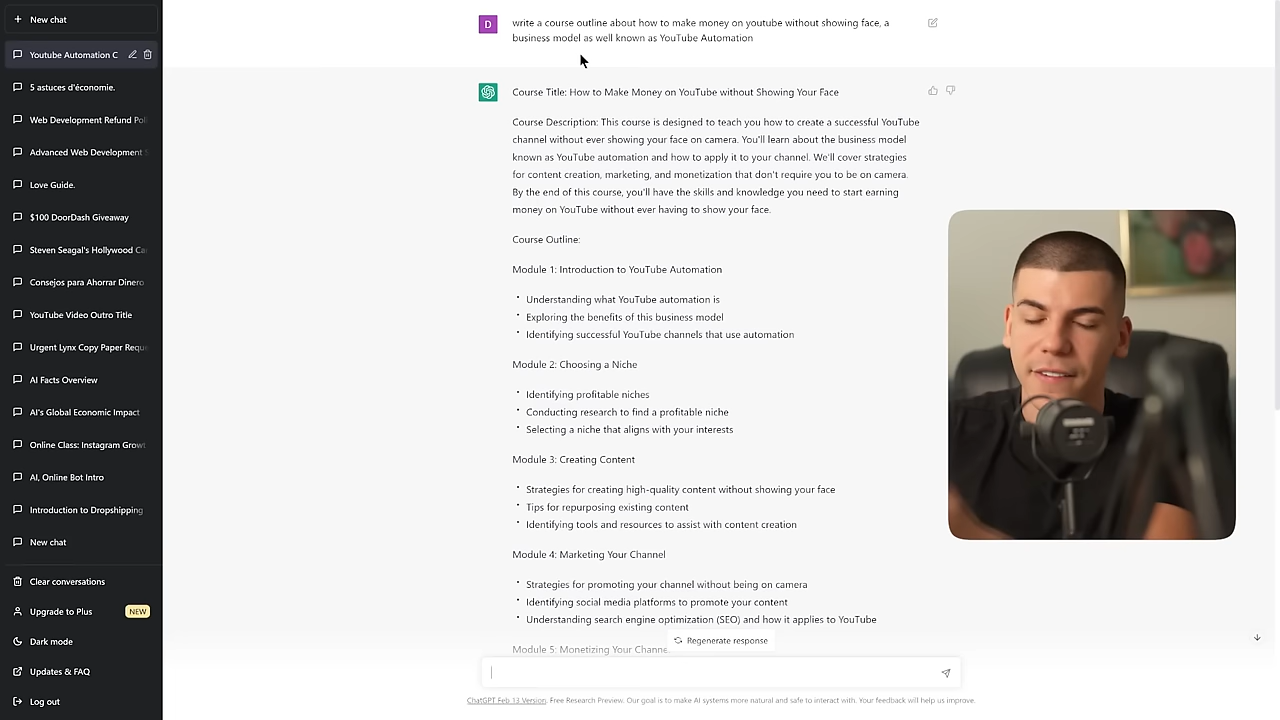 New chat
Youtube Automation C
5 astuces d'économie.
Web Development Refund Pol
Advanced Web Development S
Love Guide.
$100 DoorDash Giveaway
Steven Seagal's Hollywood Ca
Consejos para Ahorrar Dinero
YouTube Video Outro Title
Urgent Lynx Copy Paper Reque
AI Facts Overview
AI's Global Economic Impact
Online Class: Instagram Growt
AI, Online Bot Intro
Introduction to Dropshipping
New chat
Clear conversations
Upgrade to Plus NEW
Dark mode
Updates & FAQ
Log out
D
write a course outline about how to make money on youtube without showing face, a
business model as well known as YouTube Automation
Course Title: How to Make Money on YouTube without Showing Your Face
Course Description: This course is designed to teach you how to create a successful YouTube
channel without ever showing your face on camera. You'll learn about the business model
known as YouTube automation and how to apply it to your channel. We'll cover strategies
for content creation, marketing, and monetization that don't require you to be on camera.
By the end of this course, you'll have the skills and knowledge you need to start earning
money on YouTube without ever having to show your face.
Course Outline:
Module 1: Introduction to YouTube Automation
• Understanding what YouTube automation is
• Exploring the benefits of this business model
• Identifying successful YouTube channels that use automation
Module 2: Choosing a Niche
• Identifying profitable niches
• Conducting research to find a profitable niche
• Selecting a niche that aligns with your interests
Module 3: Creating Content
• Strategies for creating high-quality content without showing your face
• Tips for repurposing existing content
• Identifying tools and resources to assist with content creation
Module 4: Marketing Your Channel
• Strategies for promoting your channel without being on camera
• Identifying social media platforms to promote your content
• Understanding search engine optimization (SEO) and how it applies to YouTube
Module 5: Monetizing Your Channe
Regenerate response
ChatGPT Feb 13 Version. Free Research Preview. Our goal is to make AI systems more natural and safe to interact with. Your feedback will help us improve.